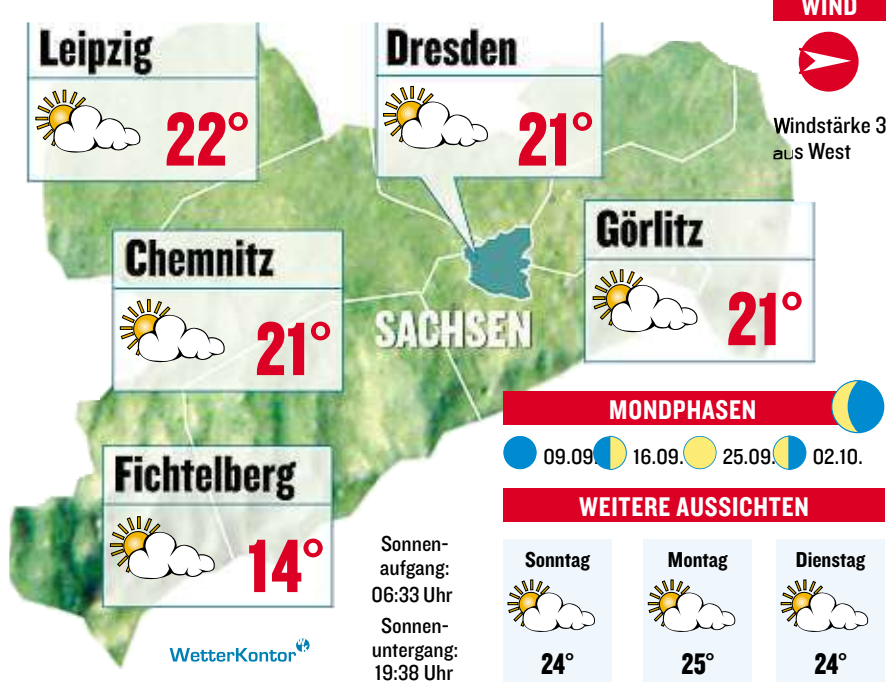 WIND
Windstärke 3
aus West
Leipzig
22°
Dresden
21°
Görlitz
21°
Chemnitz
21°
SACHSEN
Fichtelberg
14°
MONDPHASEN
09.09. 16.09. 25.09. 02.10.
WEITERE AUSSICHTEN
Sonnen-
aufgang:
06:33 Uhr
Sonnen-
untergang:
19:38 Uhr
Sonntag
24°
Montag
25°
Dienstag
24°
WetterKontor